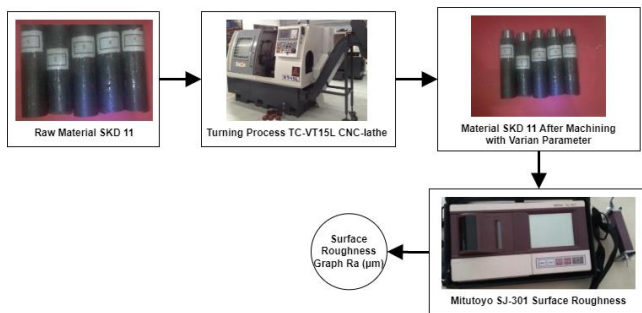 Raw Material SKD 11
Turning Process TC-VT15L CNC-lathe
Material SKD 11 After Machining
with Varian Parameter
Surface
Roughness
Graph Ra (µm)
Mitutoyo SJ-301 Surface Roughness